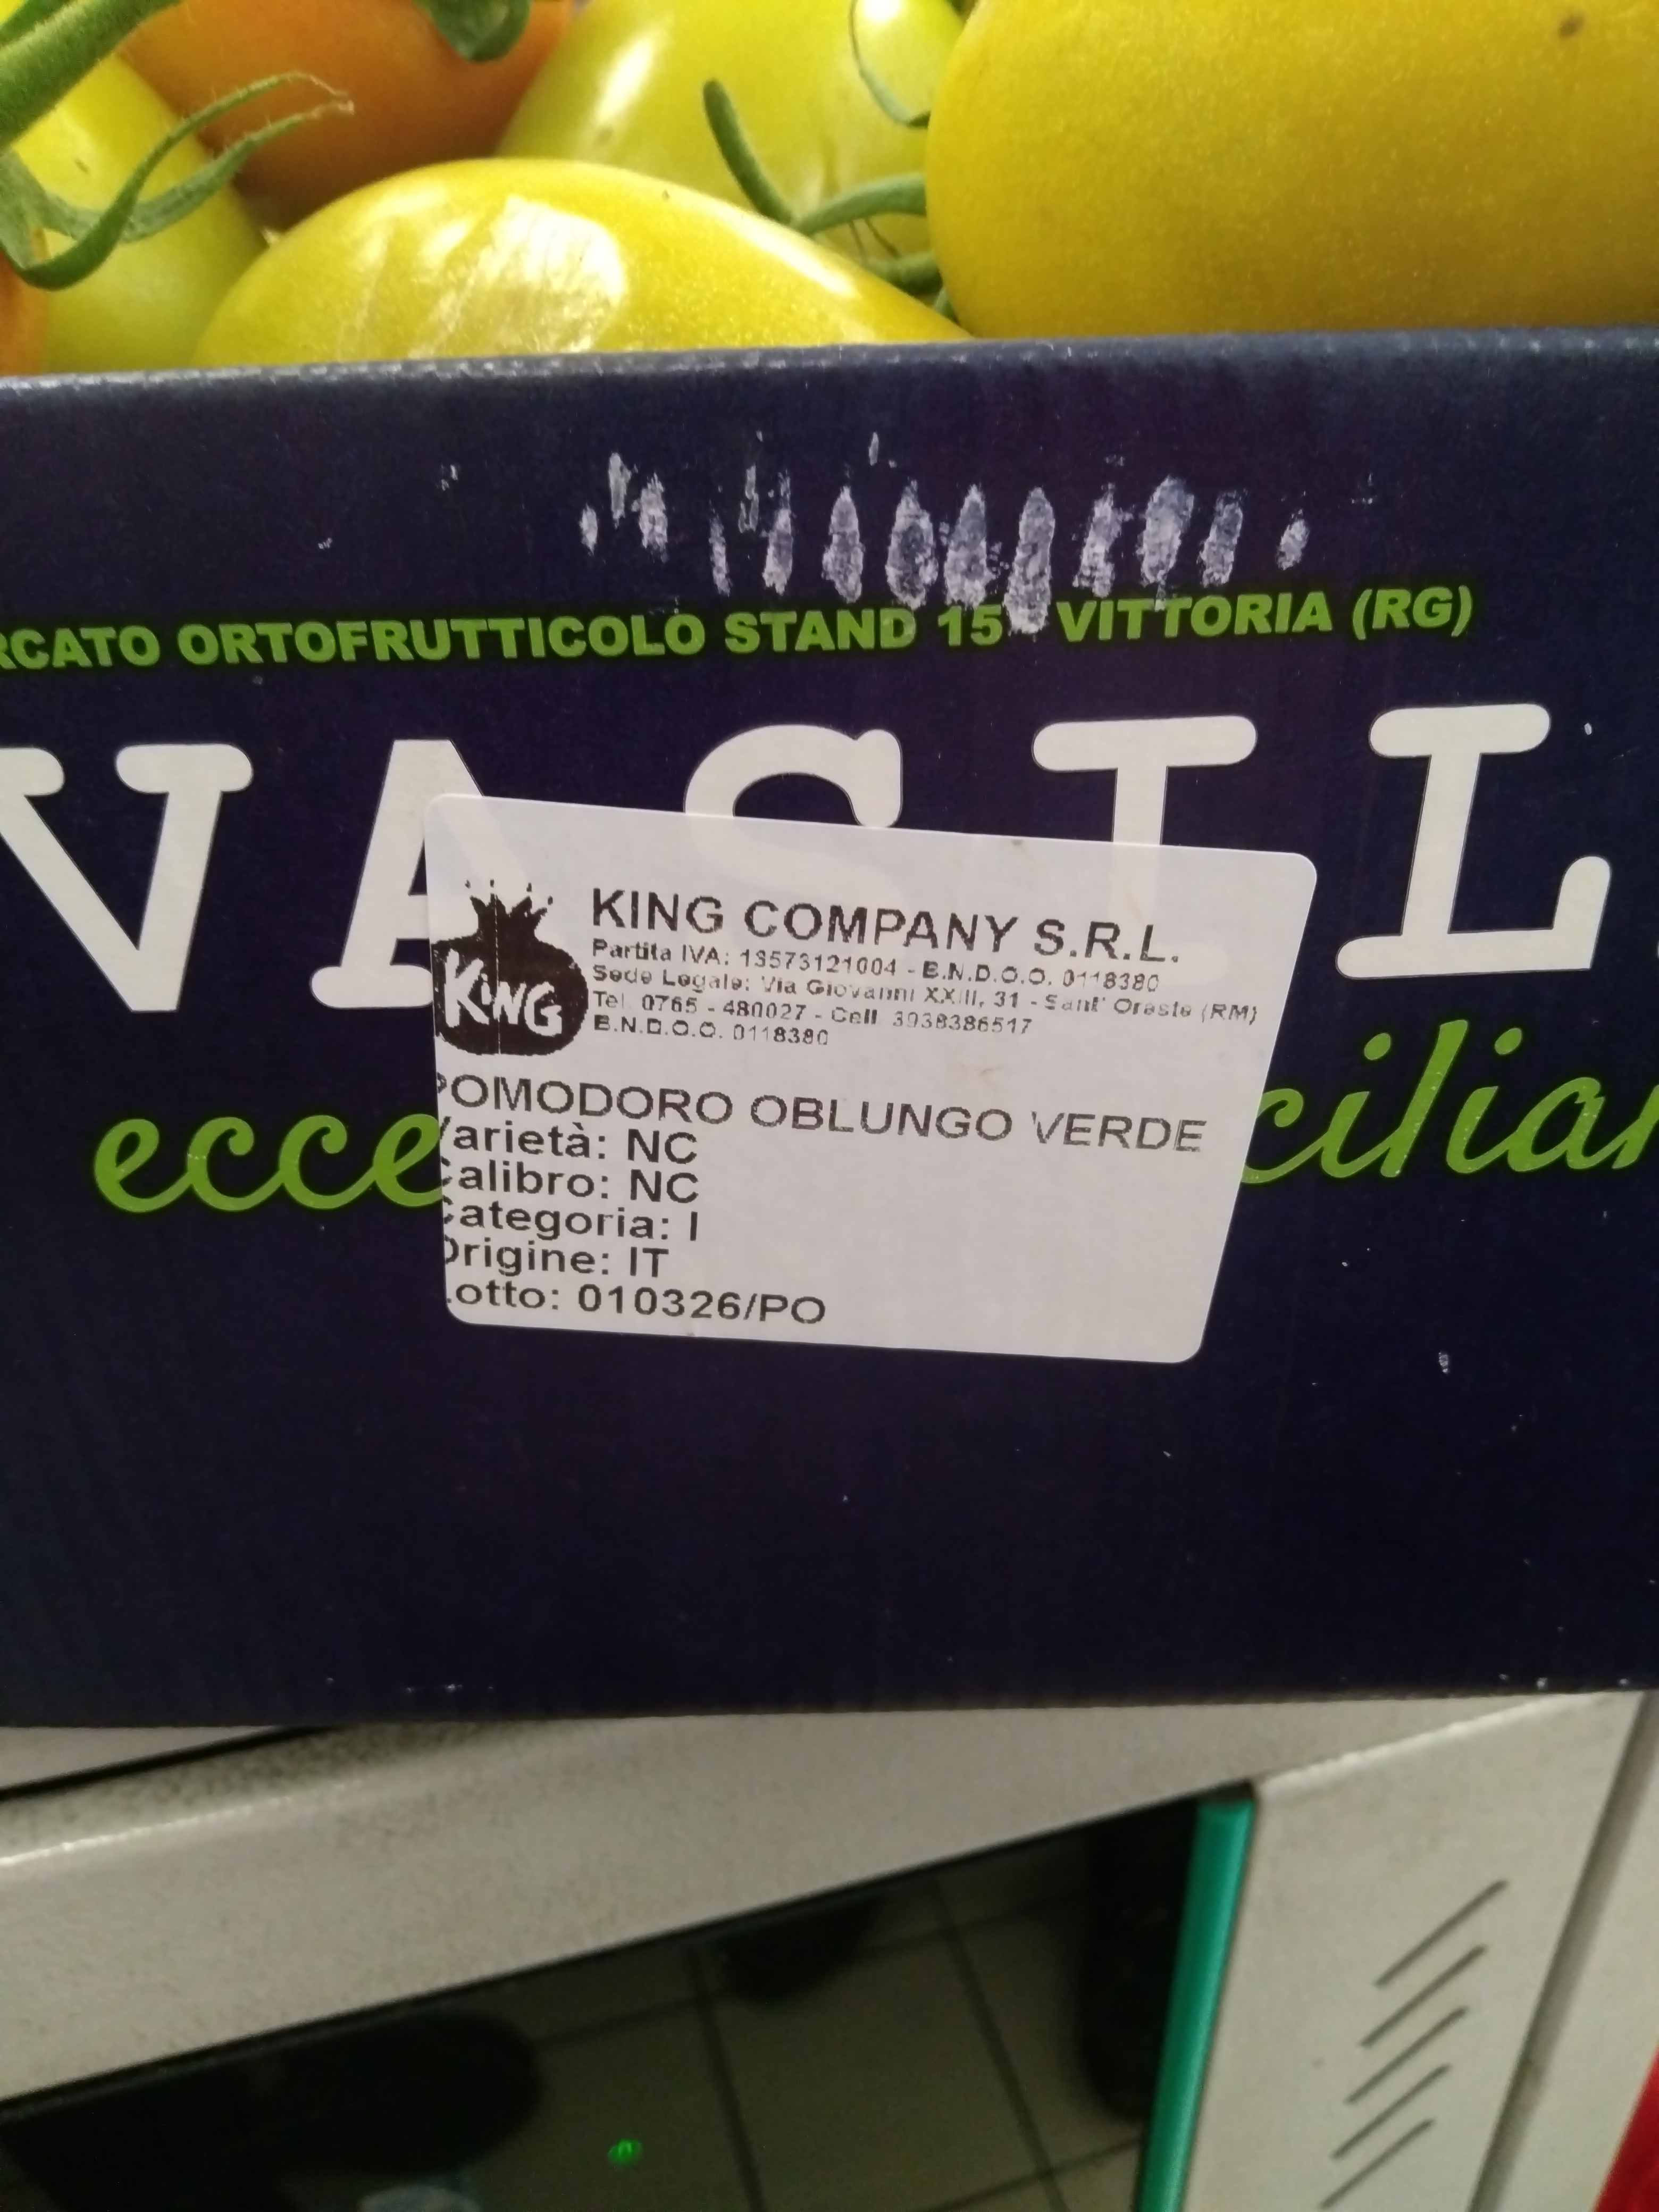 RCATO ORTOFRUTTICOLO STAND 15 VITTORIA (RG)
VASIL
KING
KING COMPANY S.R.L.
Partita IVA: 13573121004 - E.N.D.O.O. 0118380
Sede Legale: Via Giovanni XXIII, 31 - Sant' Oreste (RM)
Tel. 0765 - 480027 - Cell. 3938386517
E.N.D.O.O. 0118380
POMODORO OBLUNGO VERDE
Varietà: NC
Calibro: NC
Categoria: I
Origine: IT
Lotto: 010326/PO
ecce cilian